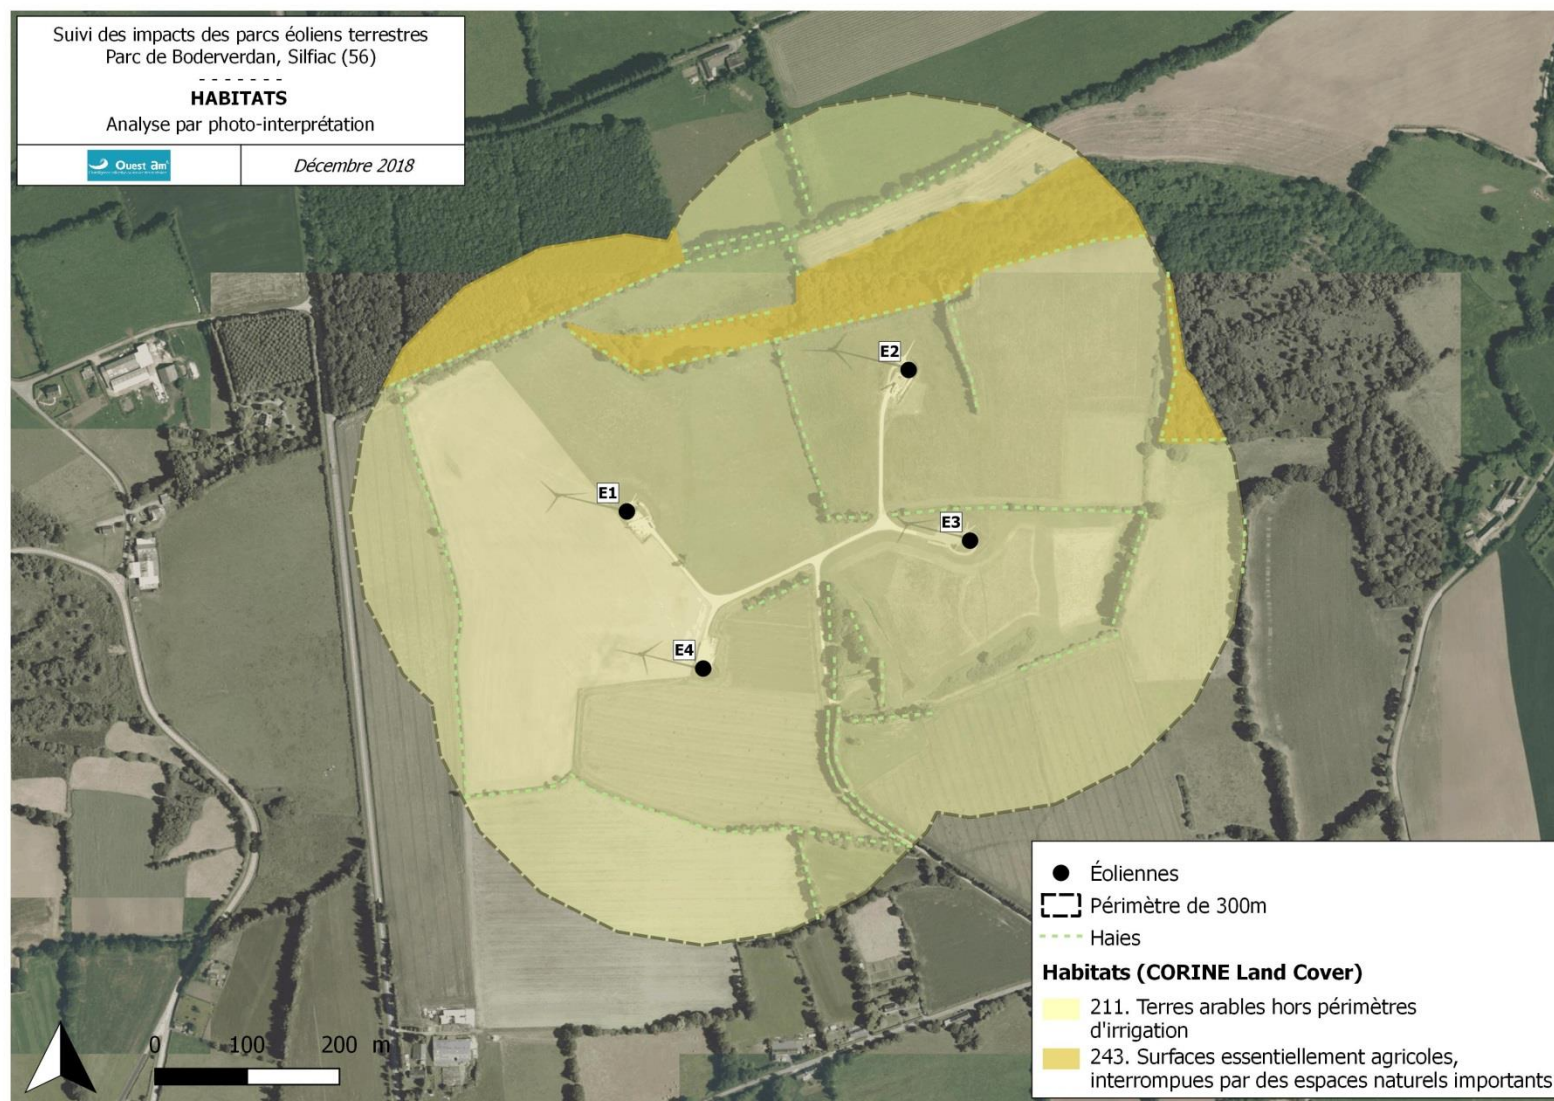 Suivi des impacts des parcs éoliens terrestres
Parc de Boderverdan, Silfiac (56)
- - - - - - -
HABITATS
Analyse par photo-interprétation
Ouest am'
Décembre 2018
E2
E1
E3
E4
Éoliennes
Périmètre de 300m
Haies
Habitats (CORINE Land Cover)
211. Terres arables hors périmètres
d'irrigation
243. Surfaces essentiellement agricoles,
interrompues par des espaces naturels importants
0 100 200 m